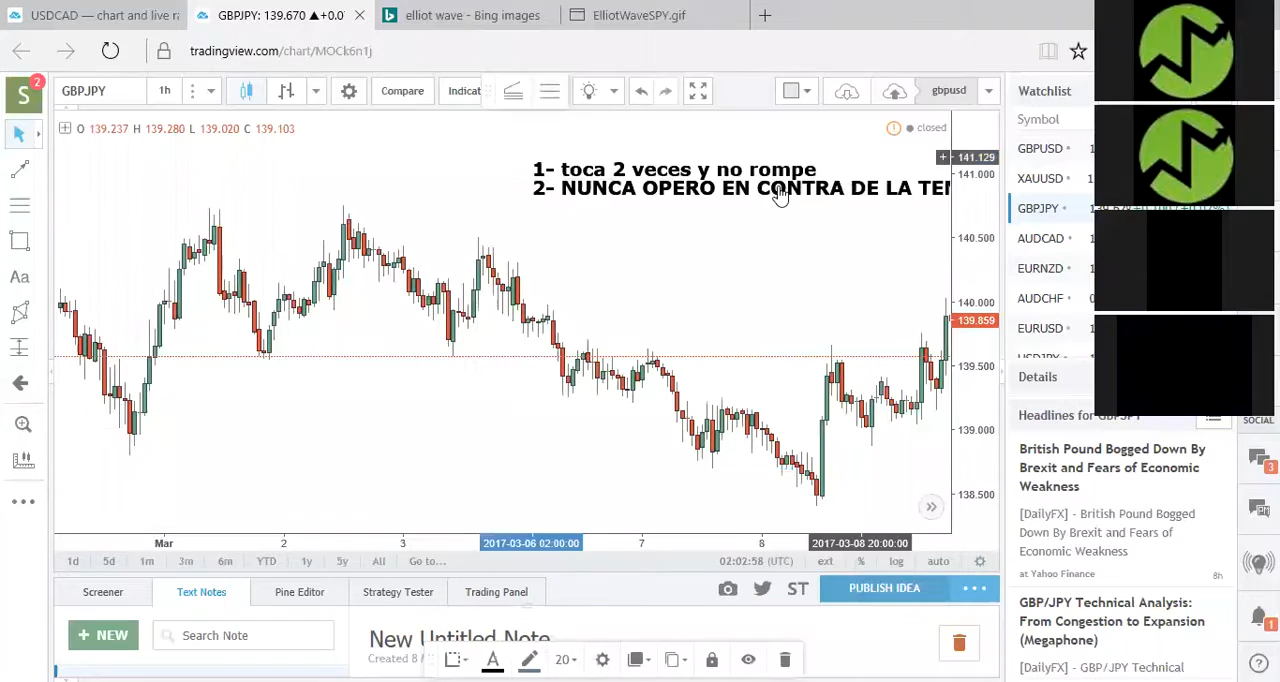 USDCAD — chart and live ra
GBPJPY: 139.670 ▲+0.0
elliot wave - Bing images
ElliotWaveSPY.gif
tradingview.com/chart/MOCk6n1j
S 2
GBPJPY 1h Compare Indicat gbpusd
O 139.237 H 139.280 L 139.020 C 139.103
closed
1- toca 2 veces y no rompe
2- NUNCA OPERO EN CONTRA DE LA TEN
141.129
141.000
140.500
140.000
139.859
139.500
139.000
138.500
Mar 2 3 2017-03-06 02:00:00 7 8 2017-03-08 20:00:00
1d 5d 1m 3m 6m YTD 1y 5y All Go to... 02:02:58 (UTC) ext % log auto
Screener Text Notes Pine Editor Strategy Tester Trading Panel ST PUBLISH IDEA
+ NEW Search Note
New Untitled Note
Created 8 M
20
Aa
Watchlist
Symbol
GBPUSD
XAUUSD
GBPJPY
AUDCAD
EURNZD
AUDCHF
EURUSD
Details
Headlines for GBPJPY
SOCIAL
3
1
British Pound Bogged Down By
Brexit and Fears of Economic
Weakness
[DailyFX] - British Pound Bogged
Down By Brexit and Fears of
Economic Weakness
at Yahoo Finance 8h
GBP/JPY Technical Analysis:
From Congestion to Expansion
(Megaphone)
[DailyFX] - GBP/JPY Technical